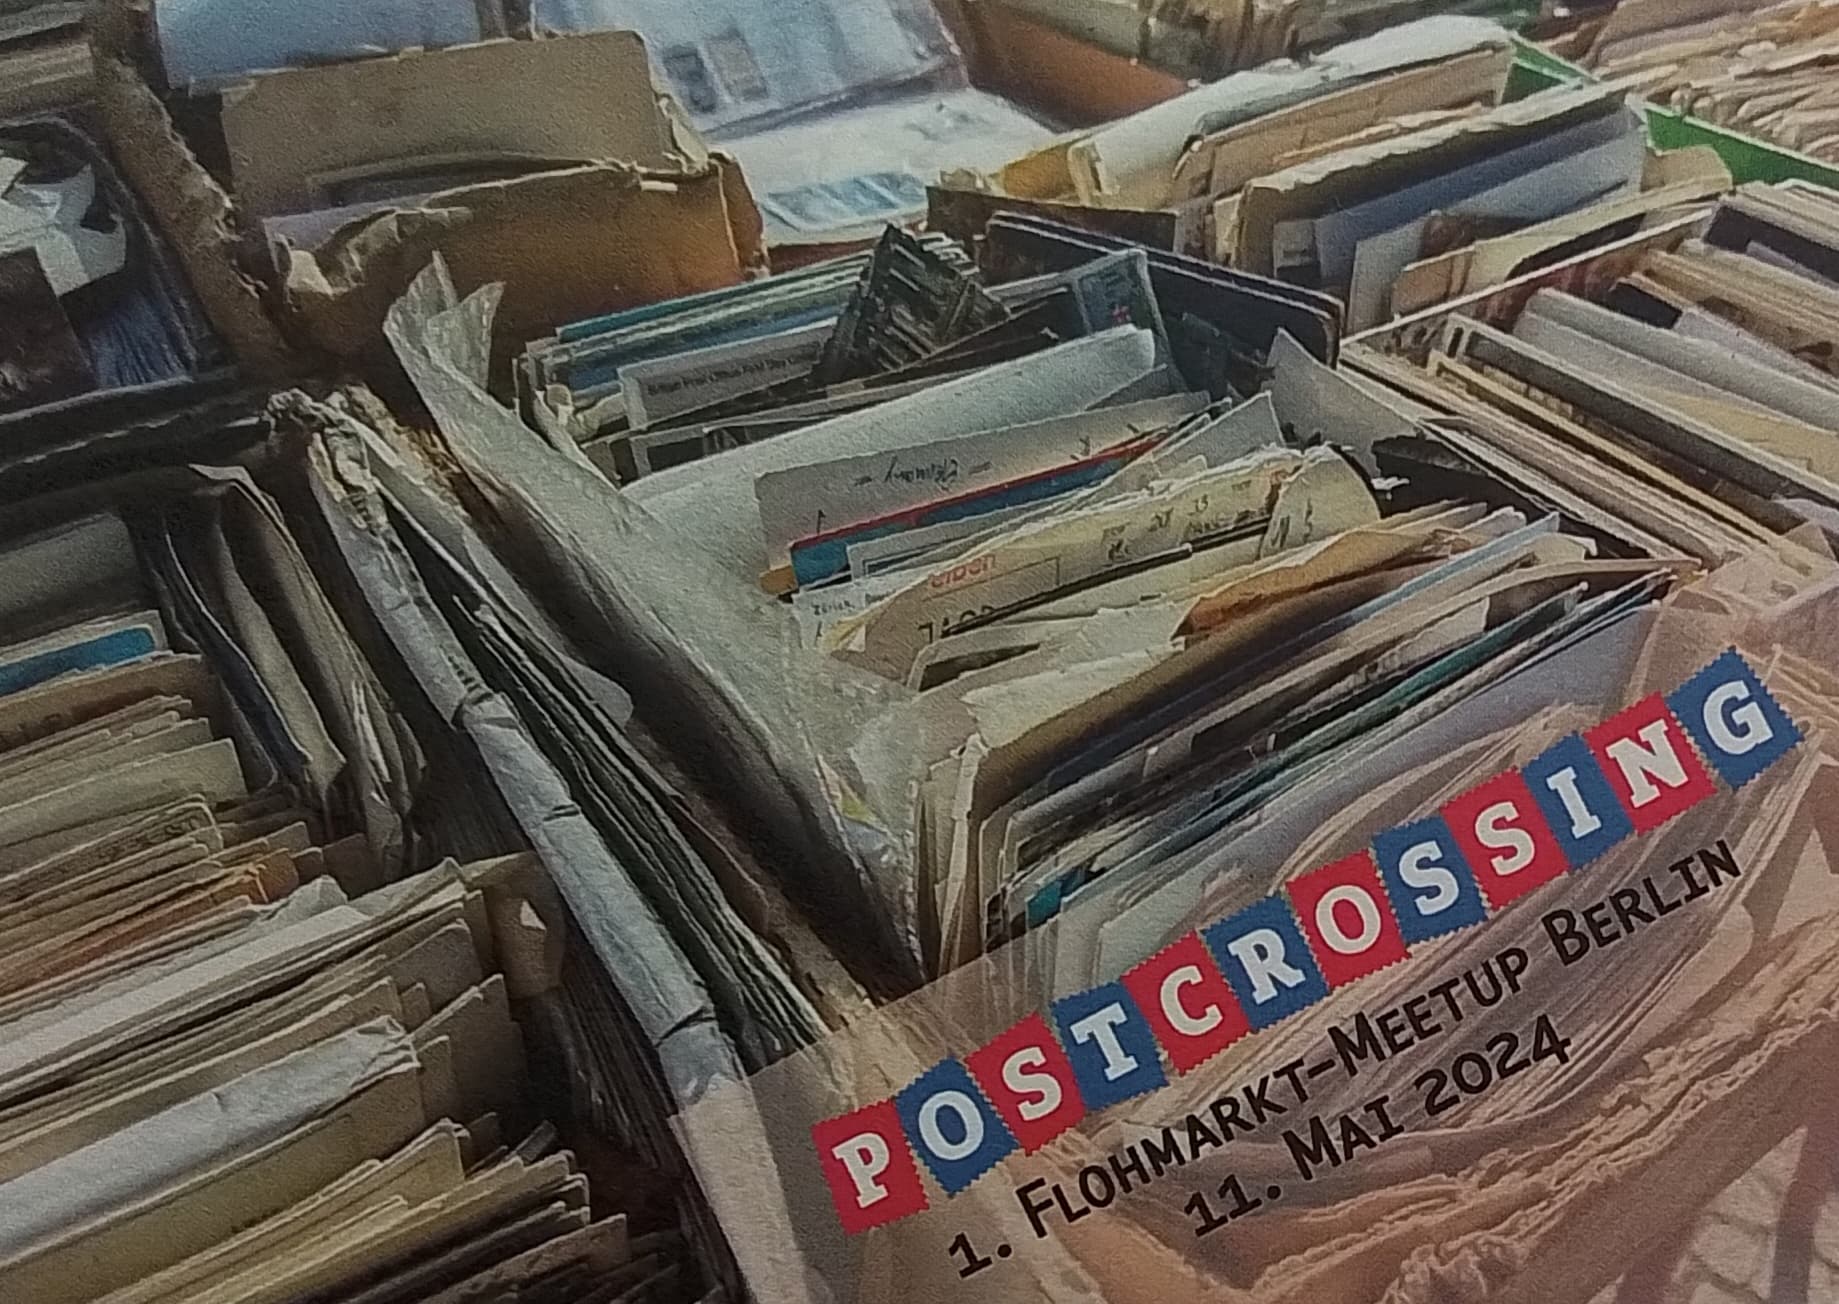 POSTCROSSING
1. FLOHMARKT-MEETUP BERLIN
11. MAI 2024